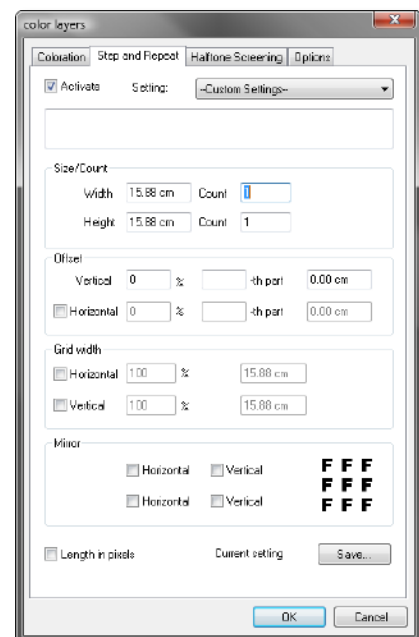 color layers
Coloration Step and Repeat Halftone Screening Options
Activate Setting: --Custom Settings--
Size/Count
Width 15.88 cm Count 1
Height 15.88 cm Count 1
Offset
Vertical 0 % -th part 0.00 cm
Horizontal 0 % -th part 0.00 cm
Grid width
Horizontal 100 % 15.88 cm
Vertical 100 % 15.88 cm
Mirror
Horizontal Vertical F F F
F F F
Horizontal Vertical F F F
Length in pixels Current setting Save...
OK Cancel